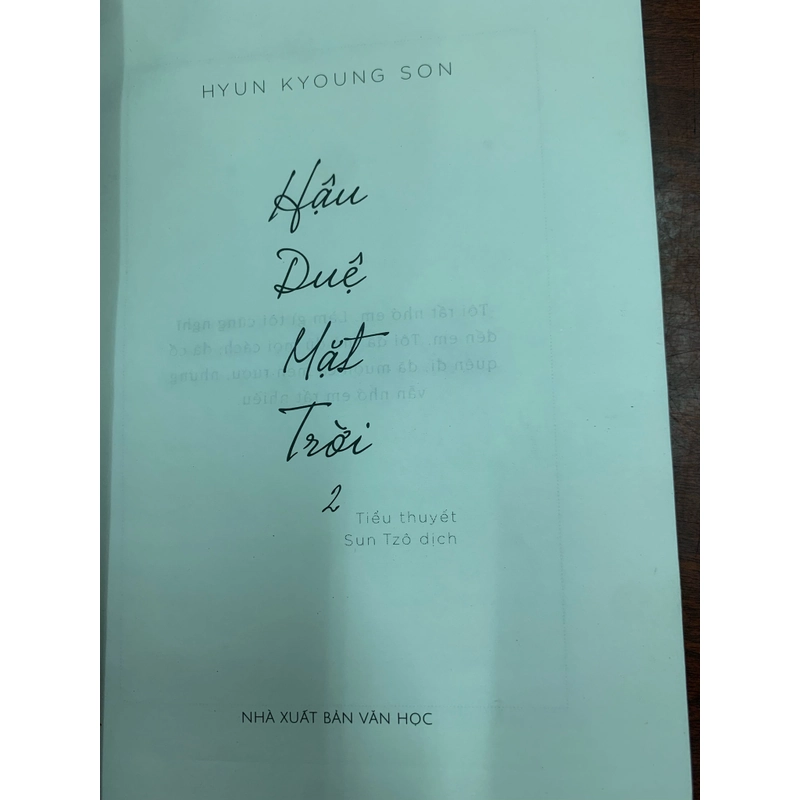 HYUN KYOUNG SON
Hậu
Duệ
Mặt
Trời
2
Tiểu thuyết
Sun Tzô dịch
NHÀ XUẤT BẢN VĂN HỌC